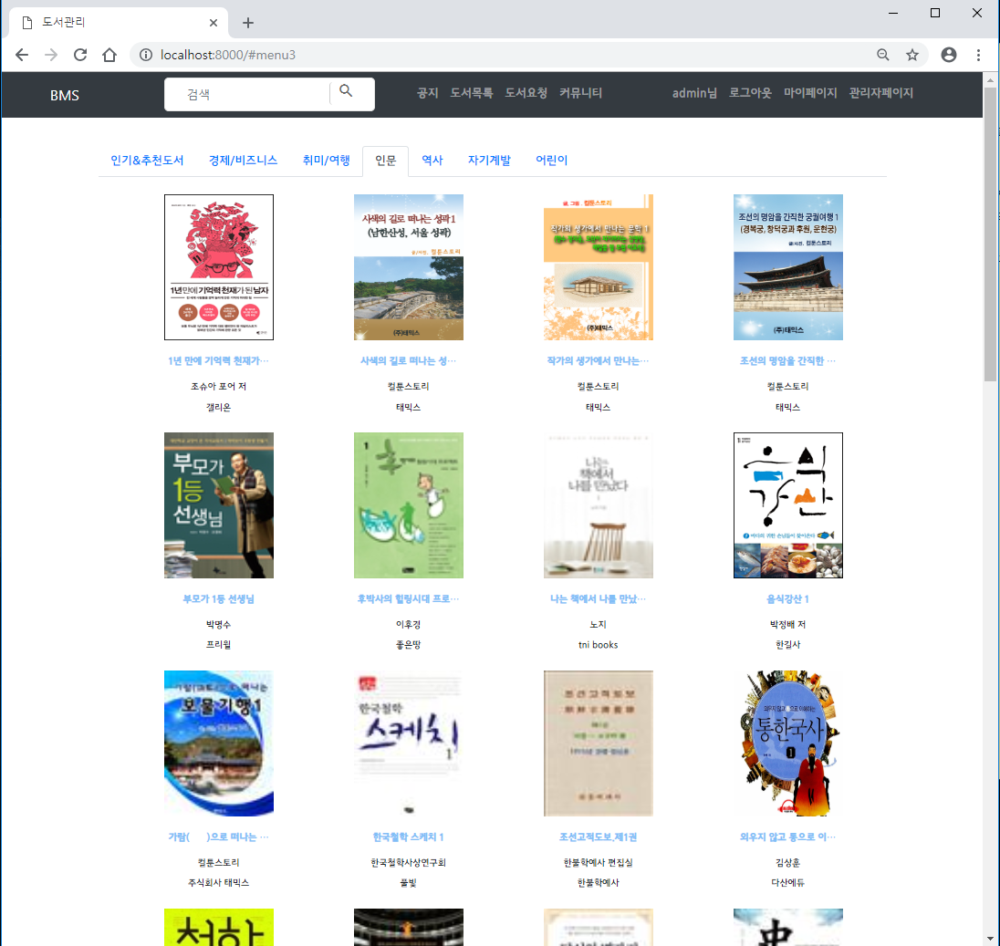 도서관리
localhost:8000/#menu3
BMS
검색
공지 도서목록 도서요청 커뮤니티
admin님 로그아웃 마이페이지 관리자페이지
인기&추천도서 경제/비즈니스 취미/여행 인문 역사 자기계발 어린이
1년 만에 기억력 천재가 된 남자
사색의 길로 떠나는 성곽 1
(남한산성, 서울 성곽)
글/사진. 컬툰스토리
(주)태믹스
글, 그림. 컬툰스토리
작가의 생가에서 만나는 문학 1
(주)태믹스
조선의 명암을 간직한 궁궐여행 1
(경복궁, 창덕궁과 후원, 운현궁)
글/사진. 컬툰스토리
(주)태믹스
1년 만에 기억력 천재가…
사색의 길로 떠나는 성…
작가의 생가에서 만나는…
조선의 명암을 간직한 …
조슈아 포어 저
컬툰스토리
컬툰스토리
컬툰스토리
갤리온
태믹스
태믹스
태믹스
부모가
1등
선생님
1
후
나는
책에서
나를 만났다
음식
강산
부모가 1등 선생님
후박사의 힐링시대 프로…
나는 책에서 나를 만났…
음식강산 1
박명수
이후경
노지
박정배 저
프리윌
좋은땅
tni books
한길사
보물기행1
한국철학
스케치
1
조선고적도보
외우지 않고 통으로 이해하는
통한국사
1
가람( )으로 떠나는 …
한국철학 스케치 1
조선고적도보.제1권
외우지 않고 통으로 이…
컬툰스토리
한국철학사상연구회
한불학예사 편집실
김상훈
주식회사 태믹스
풀빛
한불학예사
다산에듀
철학
史